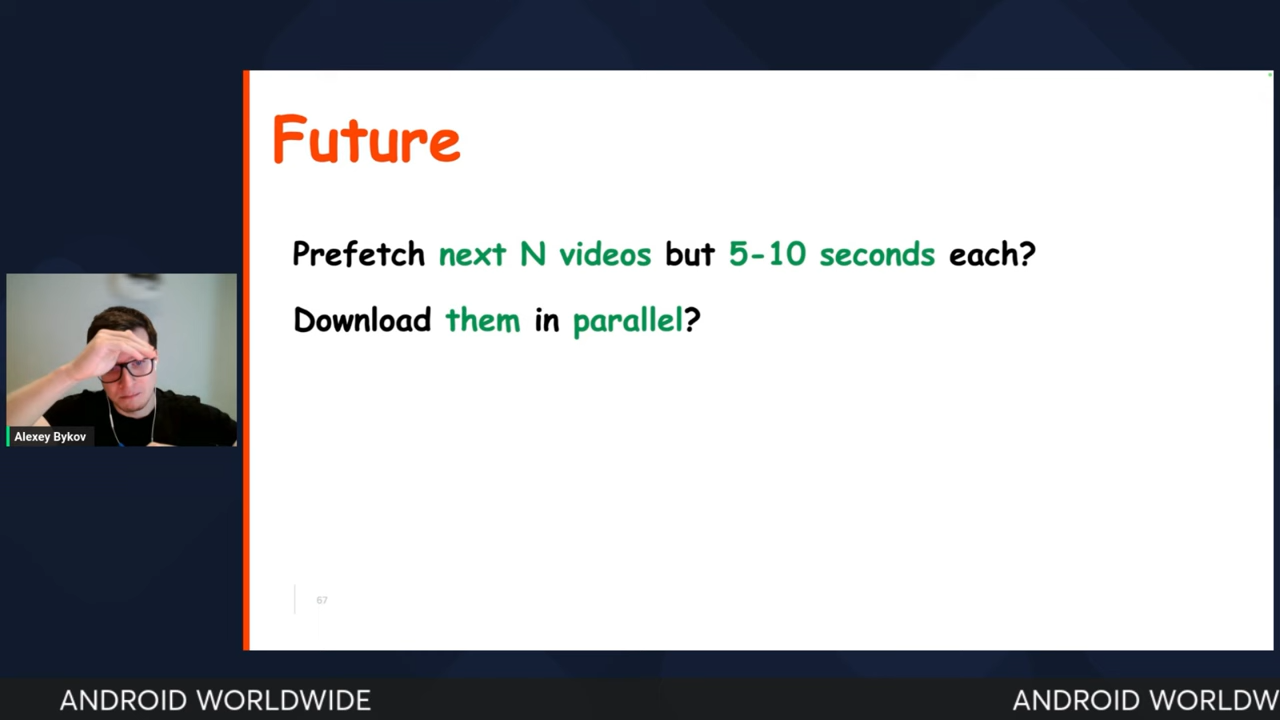 Future
Prefetch next N videos but 5-10 seconds each?
Download them in parallel?
Alexey Bykov
67
ANDROID WORLDWIDE
ANDROID WORLDW